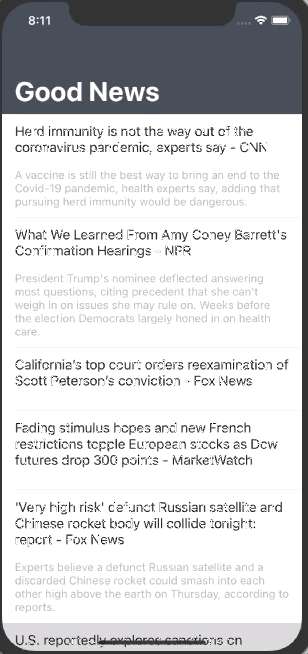 8:11
Good News
Herd immunity is not the way out of the
coronavirus pandemic, experts say - CNN
A vaccine is still the best way to bring an end to the
Covid-19 pandemic, health experts say, adding that
pursuing herd immunity would be dangerous.
What We Learned From Amy Coney Barrett's
Confirmation Hearings - NPR
President Trump's nominee deflected answering
most questions, citing precedent that she can't
weigh in on issues she may rule on. Weeks before
the election Democrats largely honed in on health
care.
California's top court orders reexamination of
Scott Peterson's conviction - Fox News
Fading stimulus hopes and new French
restrictions topple European stocks as Dow
futures drop 300 points - MarketWatch
'Very high risk' defunct Russian satellite and
Chinese rocket body will collide tonight:
report - Fox News
Experts believe a defunct Russian satellite and a
discarded Chinese rocket could smash into each
other high above the earth on Thursday, according to
reports.
U.S. reportedly explores sanctions on